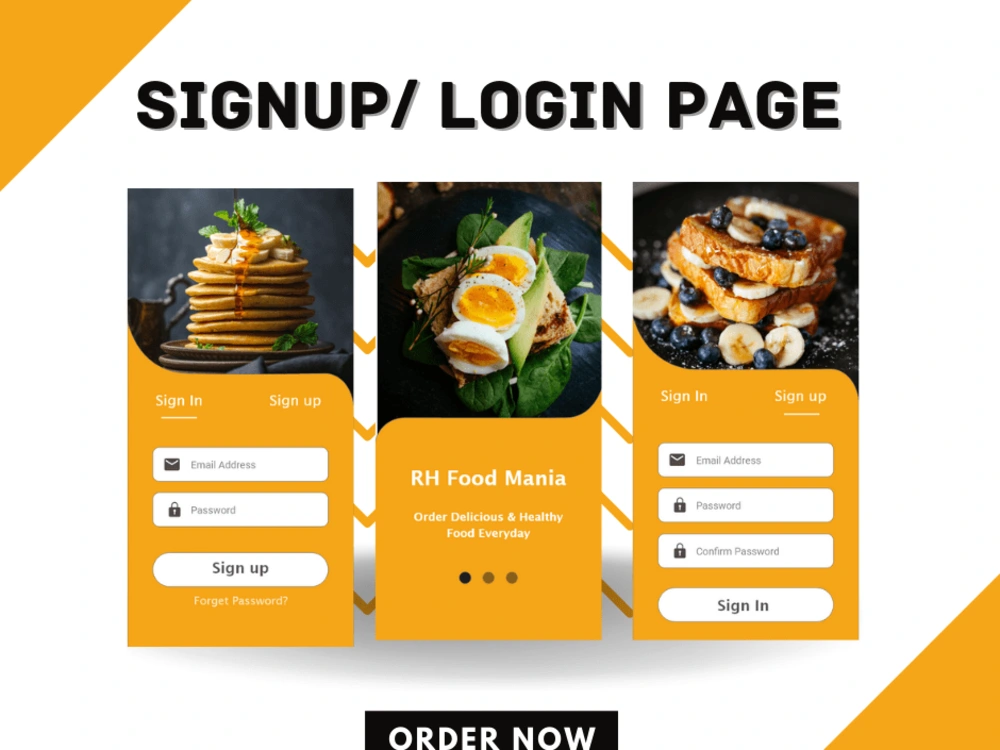 SIGNUP/ LOGIN PAGE
Sign In
Sign up
Email Address
Password
Sign up
Forget Password?
RH Food Mania
Order Delicious & Healthy
Food Everyday
Sign In
Sign up
Email Address
Password
Confirm Password
Sign In
ORDER NOW